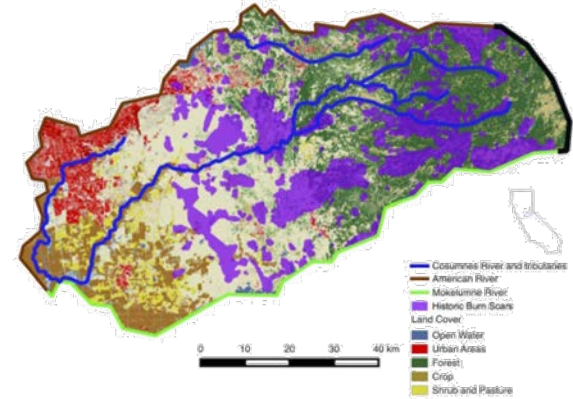 Cosumnes River and tributaries
American River
Mokelumne River
Historic Burn Scars
Land Cover
Open Water
Urban Areas
Forest
Crop
Shrub and Pasture
0 10 20 30 40 km